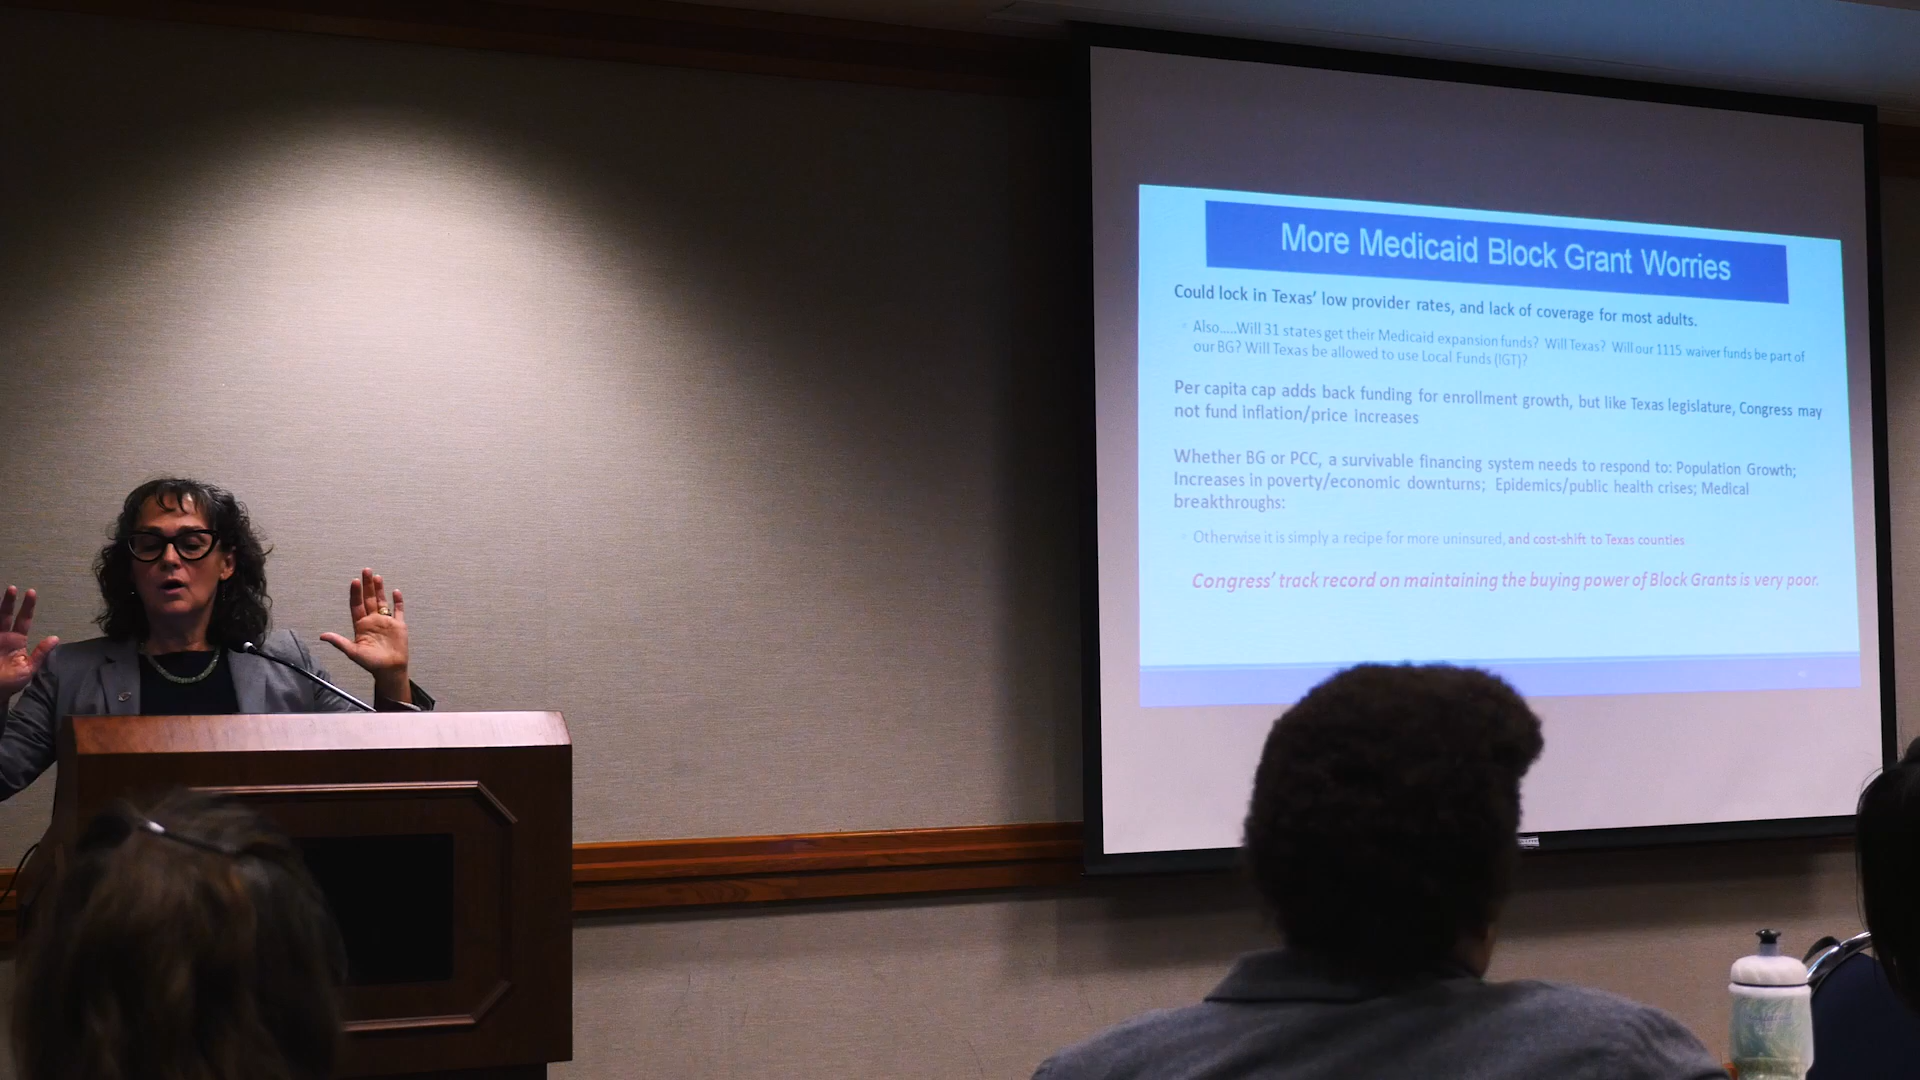 More Medicaid Block Grant Worries
Could lock in Texas' low provider rates, and lack of coverage for most adults.
Also.....Will 31 states get their Medicaid expansion funds? Will Texas? Will our 1115 waiver funds be part of
our BG? Will Texas be allowed to use Local Funds (IGT)?
Per capita cap adds back funding for enrollment growth, but like Texas legislature, Congress may
not fund inflation/price increases
Whether BG or PCC, a survivable financing system needs to respond to: Population Growth;
Increases in poverty/economic downturns; Epidemics/public health crises; Medical
breakthroughs:
Otherwise it is simply a recipe for more uninsured, and cost-shift to Texas counties
Congress' track record on maintaining the buying power of Block Grants is very poor.